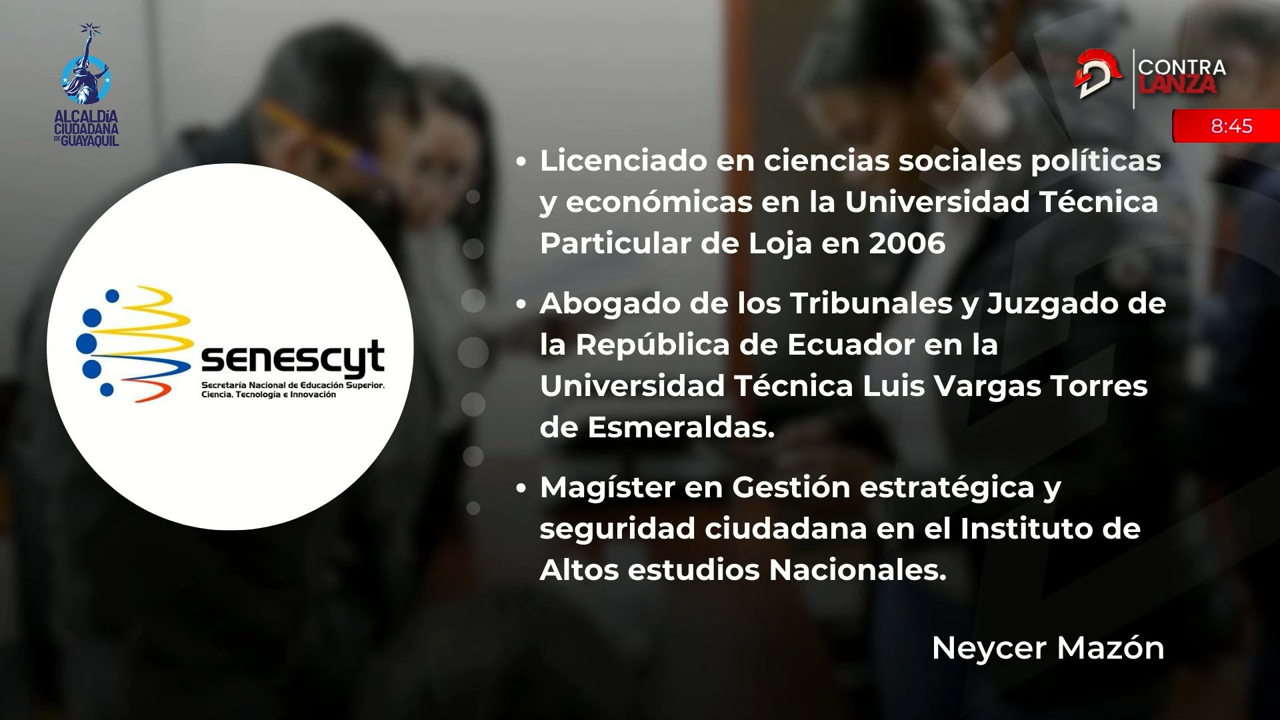 ALCALDÍA
CIUDADANA
DE GUAYAQUIL
CONTRA
LANZA
8:45
• Licenciado en ciencias sociales políticas
y económicas en la Universidad Técnica
Particular de Loja en 2006
• Abogado de los Tribunales y Juzgado de
la República de Ecuador en la
Universidad Técnica Luis Vargas Torres
de Esmeraldas.
• Magíster en Gestión estratégica y
seguridad ciudadana en el Instituto de
Altos estudios Nacionales.
senescyt
Secretaría Nacional de Educación Superior,
Ciencia, Tecnología e Innovación
Neycer Mazón